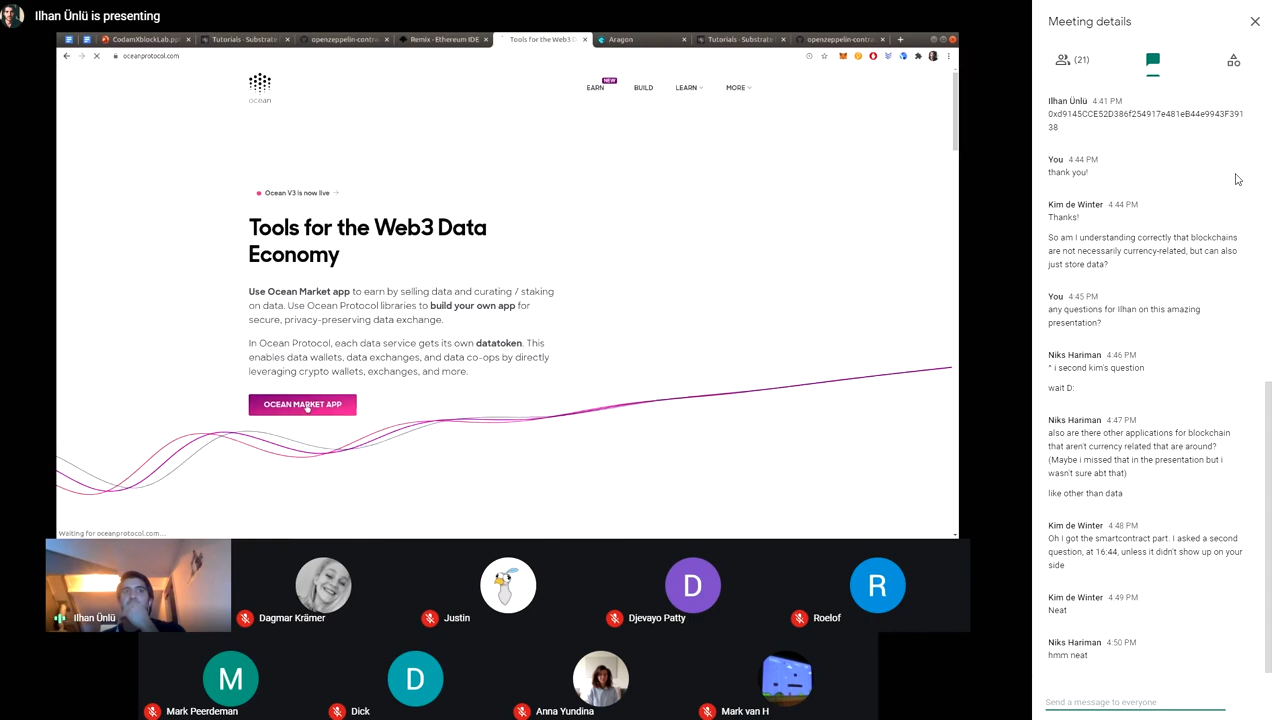 Ilhan Ünlü is presenting
CodamXblockLab.pp
Tutorials · Substrate
openzeppelin-contra
Remix - Ethereum IDE
Tools for the Web3 D
Aragon
Tutorials · Substrate
openzeppelin-contra
oceanprotocol.com
ocean
EARN
NEW
BUILD
LEARN
MORE
Ocean V3 is now live
Tools for the Web3 Data
Economy
Use Ocean Market app to earn by selling data and curating / staking
on data. Use Ocean Protocol libraries to build your own app for
secure, privacy-preserving data exchange.
In Ocean Protocol, each data service gets its own datatoken. This
enables data wallets, data exchanges, and data co-ops by directly
leveraging crypto wallets, exchanges, and more.
OCEAN MARKET APP
Waiting for oceanprotocol.com...
Ilhan Ünlü
Dagmar Krämer
Justin
D
Djevayo Patty
R
Roelof
M
Mark Peerdeman
D
Dick
Anna Yundina
Mark van H
Meeting details
(21)
Ilhan Ünlü 4:41 PM
0xd9145CCE52D386f254917e481eB44e9943F391
38
You 4:44 PM
thank you!
Kim de Winter 4:44 PM
Thanks!
So am I understanding correctly that blockchains
are not necessarily currency-related, but can also
just store data?
You 4:45 PM
any questions for Ilhan on this amazing
presentation?
Niks Hariman 4:46 PM
^ i second kim's question
wait D:
Niks Hariman 4:47 PM
also are there other applications for blockchain
that aren't currency related that are around?
(Maybe i missed that in the presentation but i
wasn't sure abt that)
like other than data
Kim de Winter 4:48 PM
Oh I got the smartcontract part. I asked a second
question, at 16:44, unless it didn't show up on your
side
Kim de Winter 4:49 PM
Neat
Niks Hariman 4:50 PM
hmm neat
Send a message to everyone